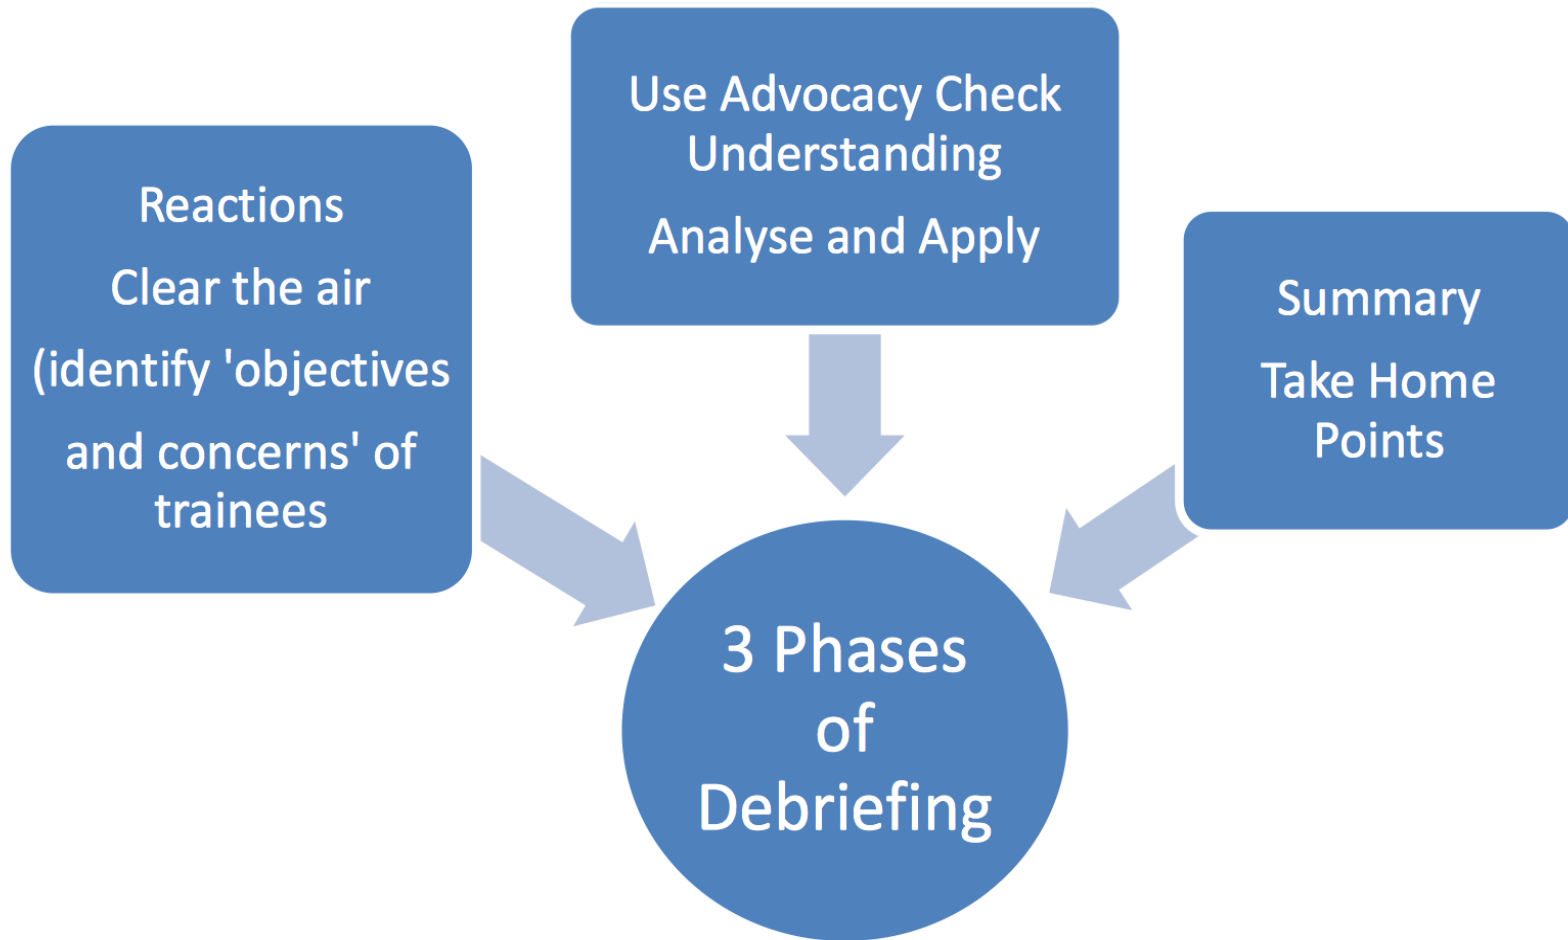 Reactions
Clear the air
(identify 'objectives
and concerns' of
trainees
Use Advocacy Check
Understanding
Analyse and Apply
Summary
Take Home
Points
3 Phases
of
Debriefing